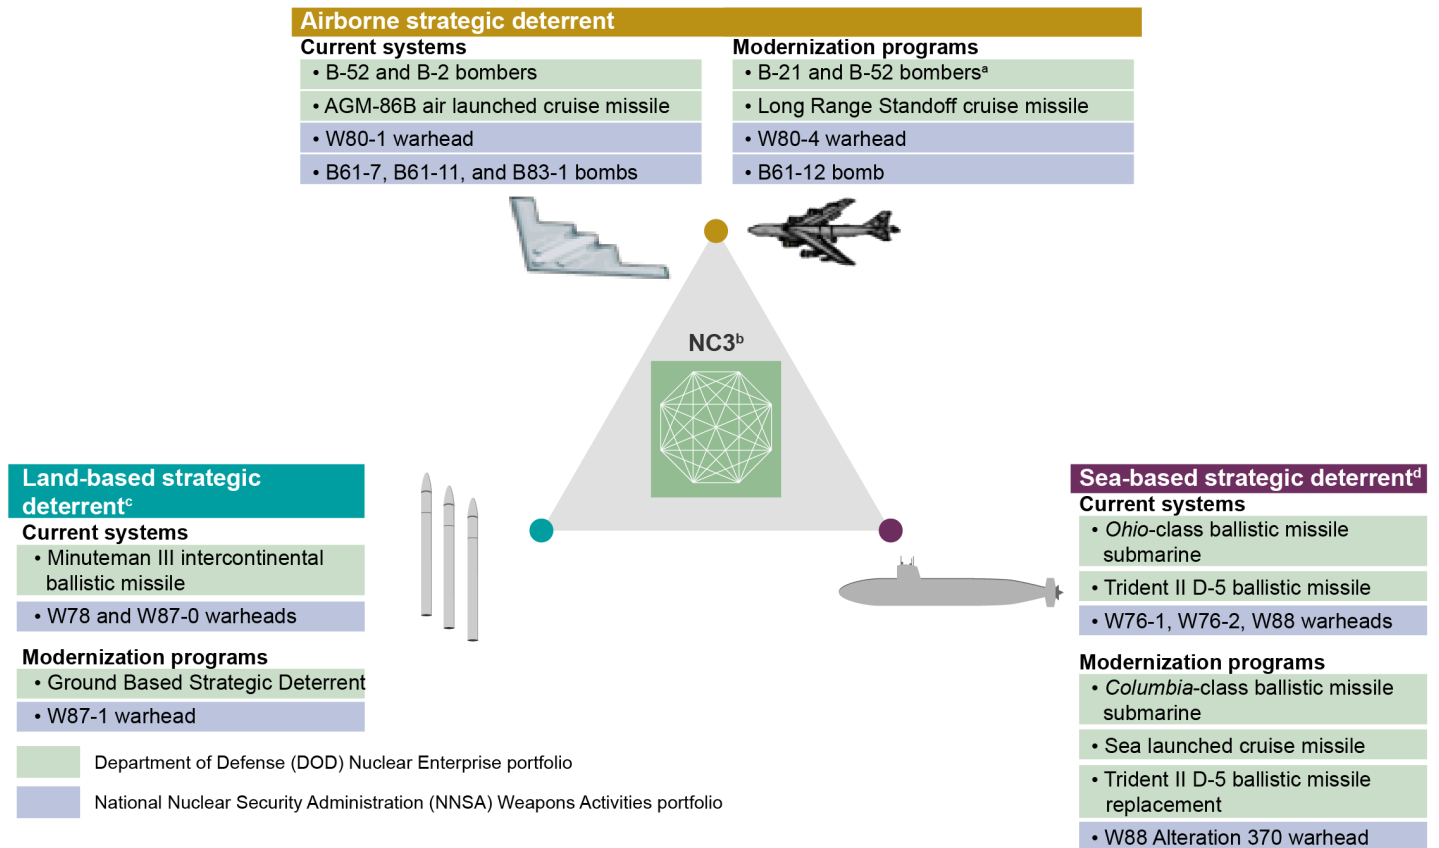 Airborne strategic deterrent
Current systems
• B-52 and B-2 bombers
• AGM-86B air launched cruise missile
• W80-1 warhead
• B61-7, B61-11, and B83-1 bombs
Modernization programs
• B-21 and B-52 bombersᵃ
• Long Range Standoff cruise missile
• W80-4 warhead
• B61-12 bomb
NC3ᵇ
Land-based strategic
deterrentᶜ
Current systems
• Minuteman III intercontinental
ballistic missile
• W78 and W87-0 warheads
Modernization programs
• Ground Based Strategic Deterrent
• W87-1 warhead
Sea-based strategic deterrentᵈ
Current systems
• Ohio-class ballistic missile
submarine
• Trident II D-5 ballistic missile
• W76-1, W76-2, W88 warheads
Modernization programs
• Columbia-class ballistic missile
submarine
• Sea launched cruise missile
• Trident II D-5 ballistic missile
replacement
• W88 Alteration 370 warhead
Department of Defense (DOD) Nuclear Enterprise portfolio
National Nuclear Security Administration (NNSA) Weapons Activities portfolio